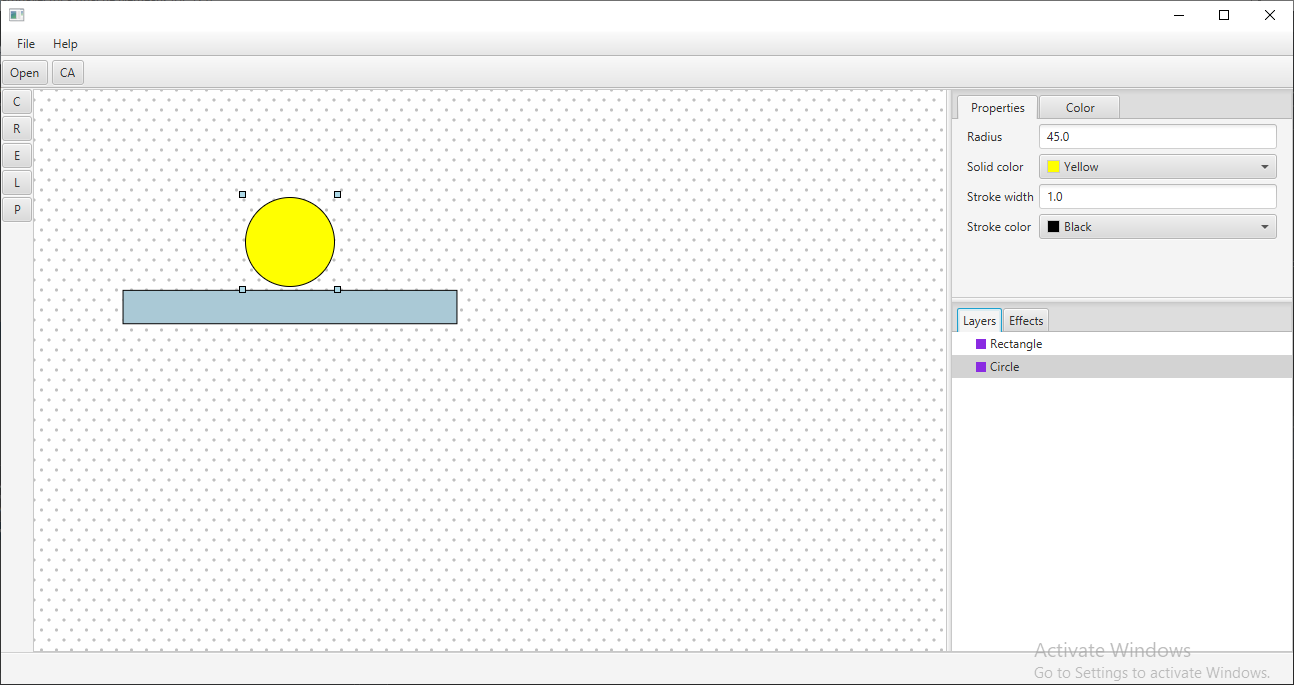 File Help
Open CA
C
R
E
L
P
Properties Color
Radius 45.0
Solid color Yellow
Stroke width 1.0
Stroke color Black
Layers Effects
Rectangle
Circle
Activate Windows
Go to Settings to activate Windows.